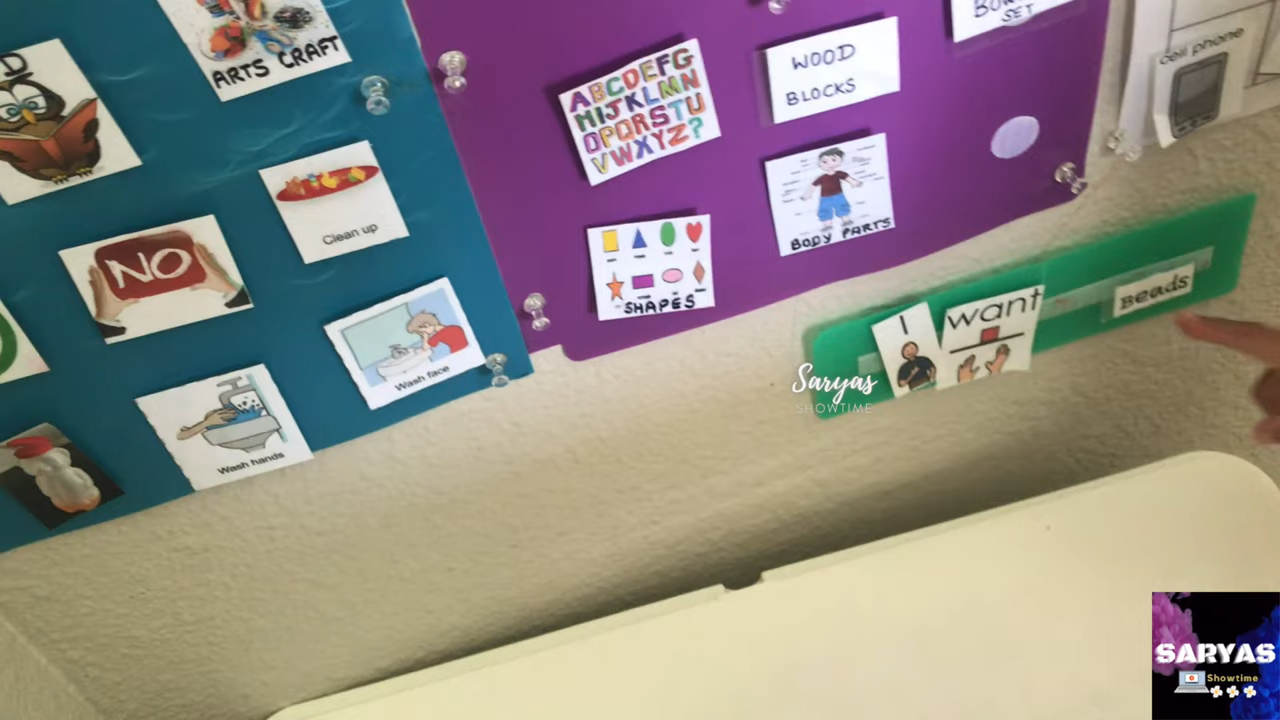 ARTS CRAFT
NO
Clean up
Wash face
Wash hands
ABCDEFG
HIJKLMN
OPQRSTU
VWXYZ?
WOOD
BLOCKS
SET
SHAPES
BODY PARTS
cell phone
I want Beads
Saryas
SHOWTIME
SARYAS
Showtime